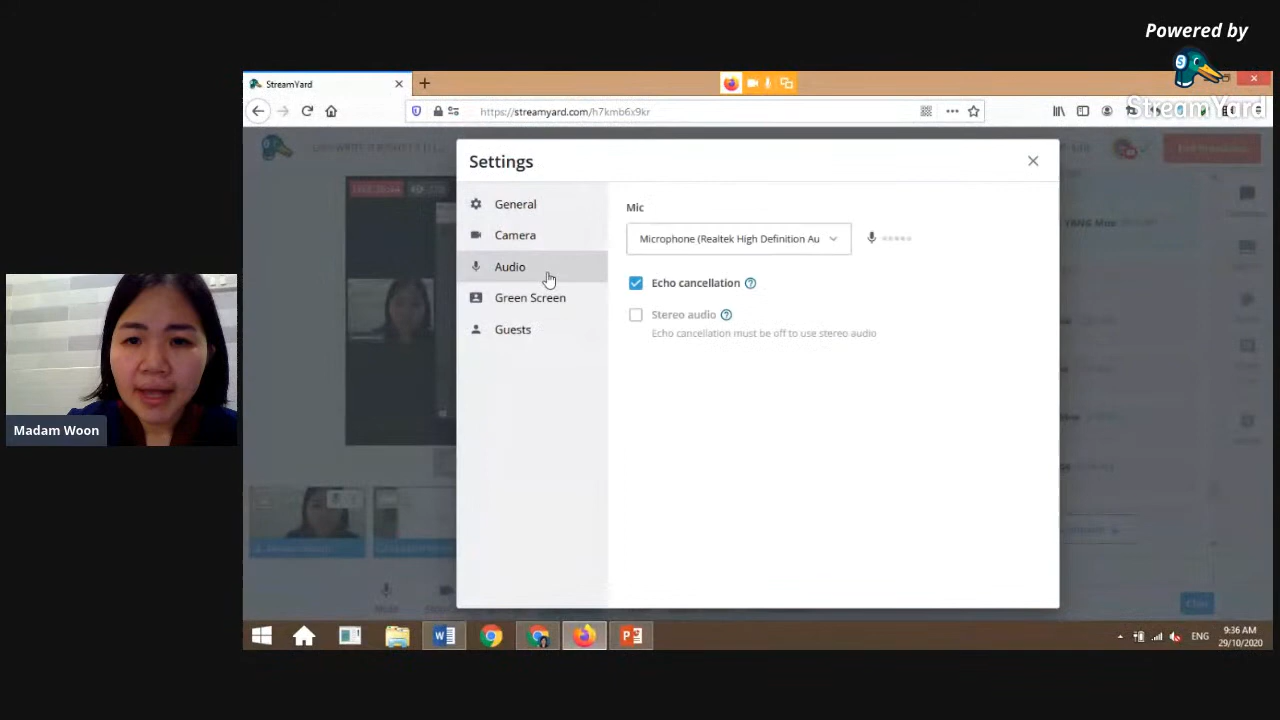 Powered by
StreamYard
StreamYard
https://streamyard.com/h7kmb6x9kr
Settings
General
Camera
Audio
Green Screen
Guests
Mic
Microphone (Realtek High Definition Au
Echo cancellation
Stereo audio
Echo cancellation must be off to use stereo audio
Madam Woon
ENG
9:36 AM
29/10/2020